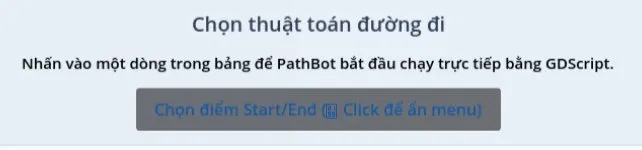 Chọn thuật toán đường đi
Nhấn vào một dòng trong bảng để PathBot bắt đầu chạy trực tiếp bằng GDScript.
Chọn điểm Start/End ( Click để ẩn menu)